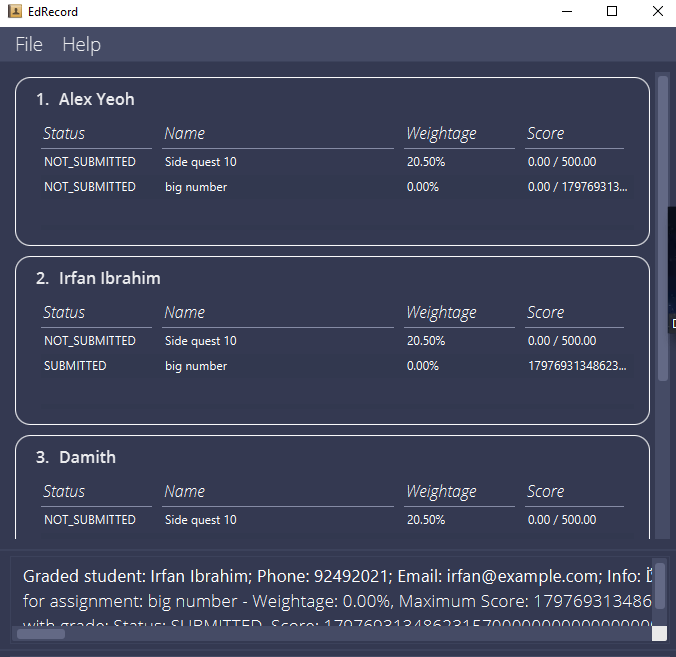 EdRecord
File Help
1. Alex Yeoh
Status Name Weightage Score
NOT_SUBMITTED Side quest 10 20.50% 0.00 / 500.00
NOT_SUBMITTED big number 0.00% 0.00 / 179769313...
2. Irfan Ibrahim
Status Name Weightage Score
NOT_SUBMITTED Side quest 10 20.50% 0.00 / 500.00
SUBMITTED big number 0.00% 17976931348623...
3. Damith
Status Name Weightage Score
NOT_SUBMITTED Side quest 10 20.50% 0.00 / 500.00
Graded student: Irfan Ibrahim; Phone: 92492021; Email: irfan@example.com; Info:
for assignment: big number - Weightage: 0.00%, Maximum Score: 179769313486
with grade: Status: SUBMITTED, Score: